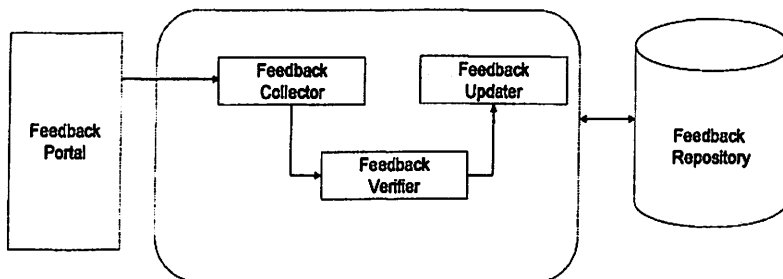 Feedback
Portal
Feedback
Collector
Feedback
Verifier
Feedback
Updater
Feedback
Repository